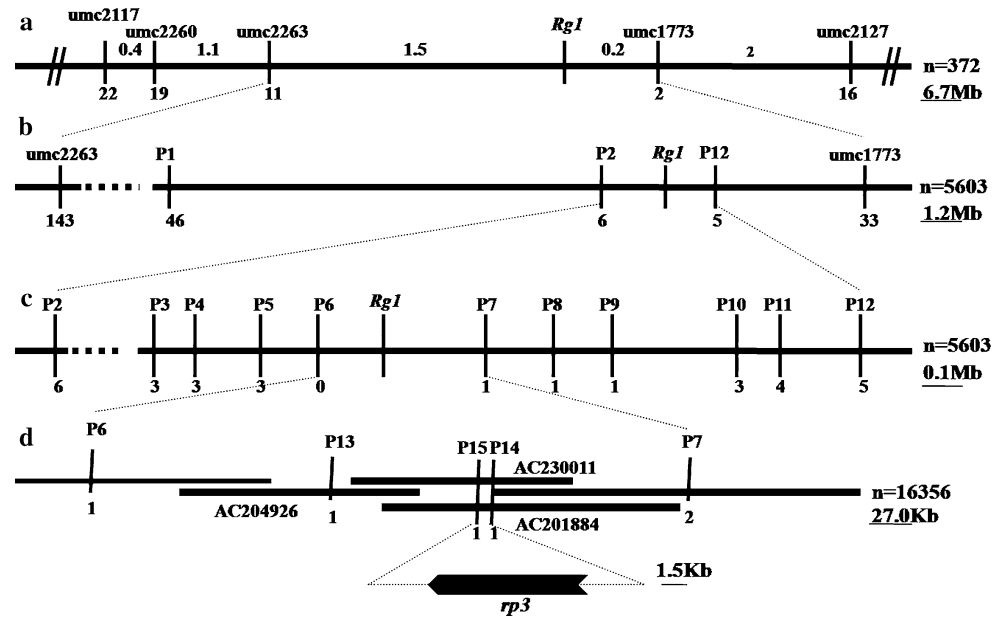 a
umc2117
umc2260
umc2263
Rg1
umc1773
umc2127
0.4
1.1
1.5
0.2
2
n=372
22
19
11
2
16
6.7Mb
b
umc2263
P1
P2
Rg1
P12
umc1773
n=5603
143
46
6
5
33
1.2Mb
c
P2
P3
P4
P5
P6
Rg1
P7
P8
P9
P10
P11
P12
n=5603
6
3
3
3
0
1
1
1
3
4
5
0.1Mb
d
P6
P13
P15
P14
P7
AC230011
n=16356
1
AC204926
1
1
1
AC201884
2
27.0Kb
1.5Kb
rp3